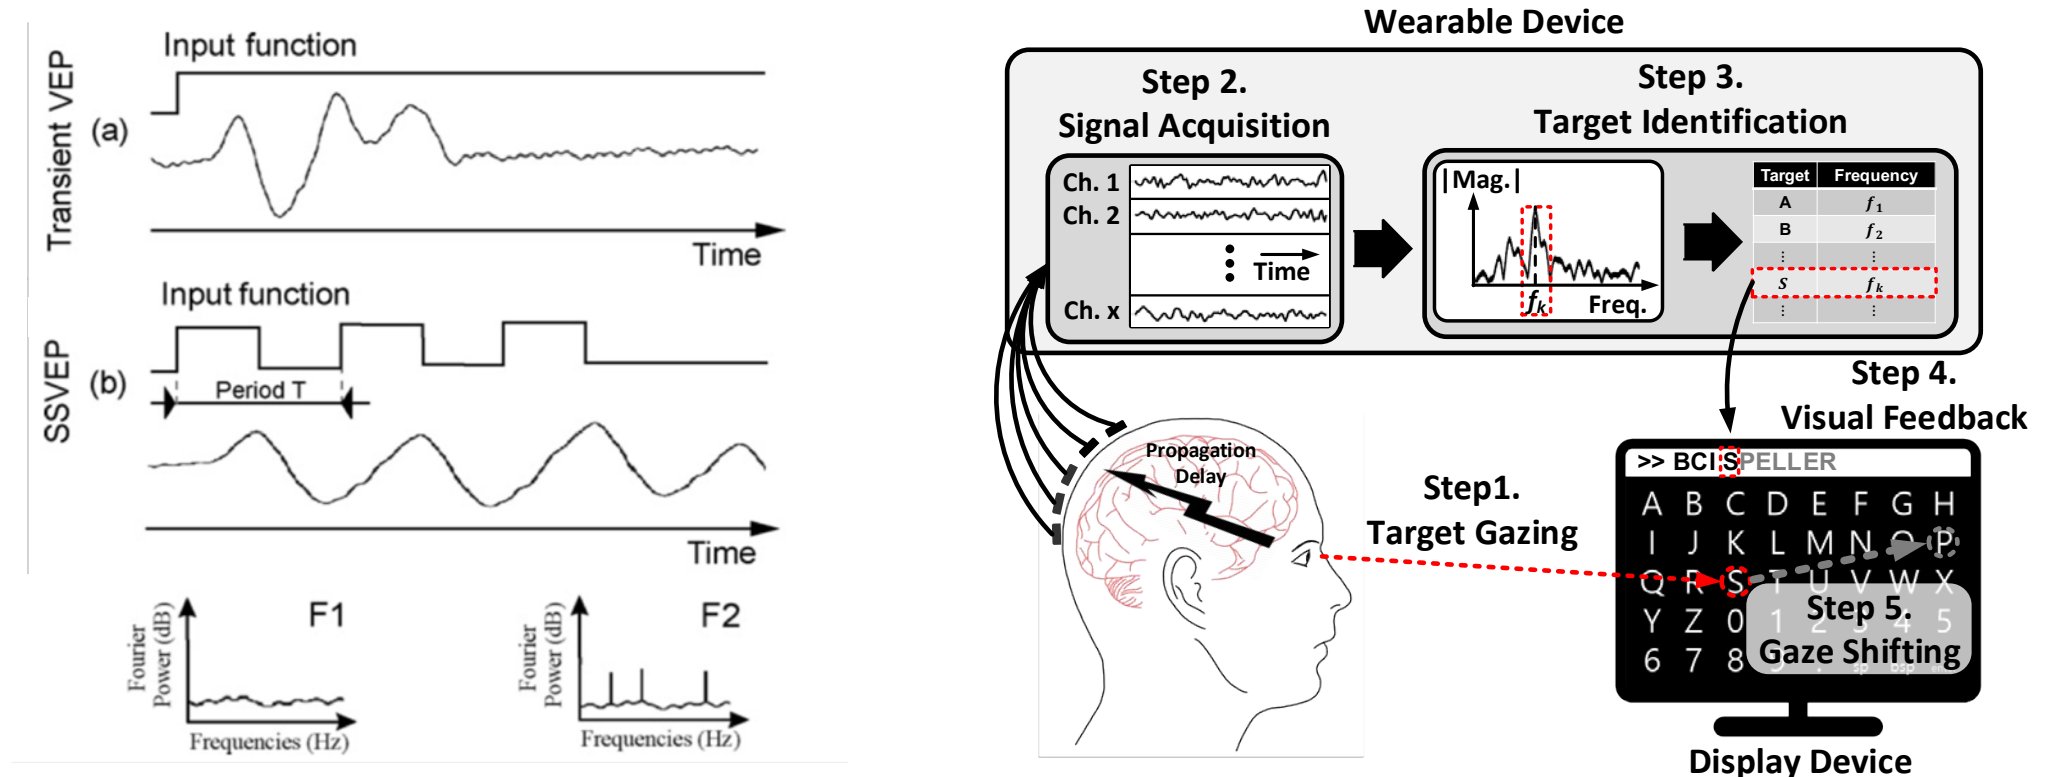 Input function
Transient VEP
(a)
Time
Input function
SSVEP
(b)
Period T
Time
Fourier
Power (dB)
F1
Frequencies (Hz)
Fourier
Power (dB)
F2
Frequencies (Hz)
Wearable Device
Step 2.
Signal Acquisition
Ch. 1
Ch. 2
Time
Ch. x
Step 3.
Target Identification
|Mag.|
fk
Freq.
Target Frequency
A f1
B f2
⋮ ⋮
S fk
⋮ ⋮
Step 4.
Visual Feedback
Propagation
Delay
Step1.
Target Gazing
>> BCI SPELLER
A B C D E F G H
I J K L M N O P
Q R S T U V W X
Y Z 0 1 2 3 4 5
6 7 8 9
Step 5.
Gaze Shifting
Display Device